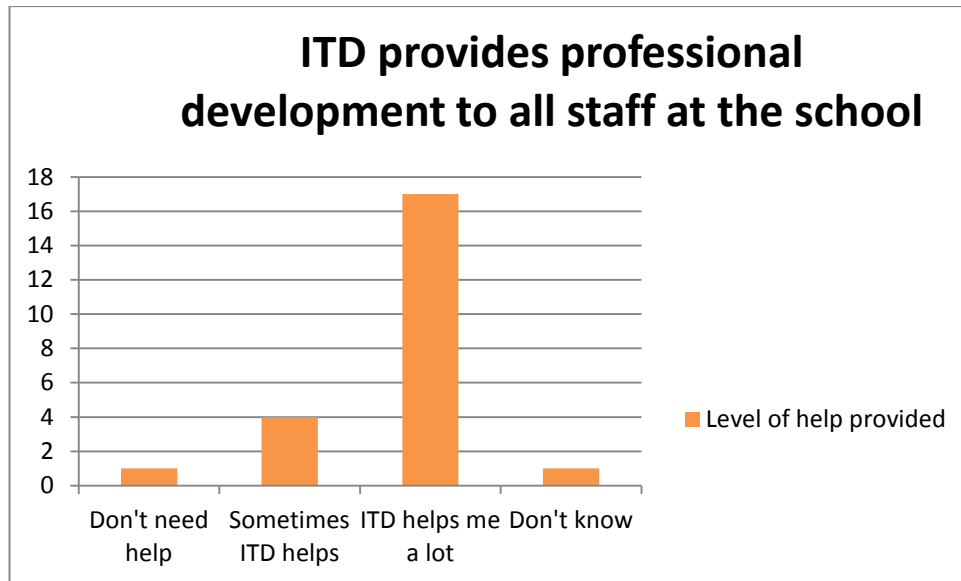 ITD provides professional
development to all staff at the school
18
16
14
12
10
8
6
4
2
0
Don't need
help
Sometimes
ITD helps
ITD helps me
a lot
Don't know
Level of help provided